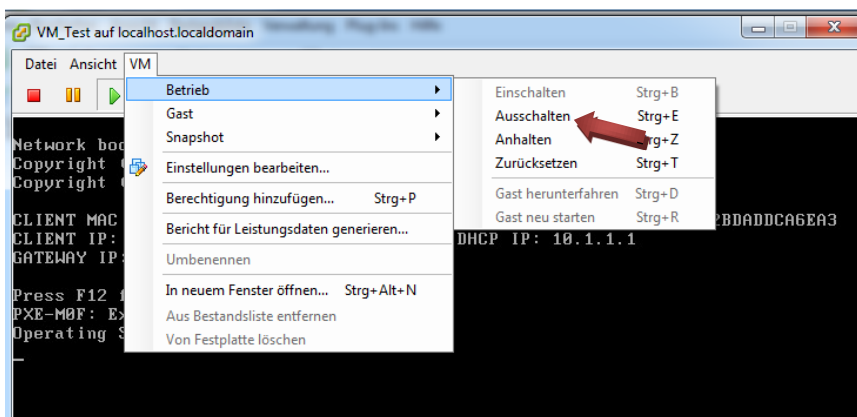 VM_Test auf localhost.localdomain
Datei Ansicht VM
Betrieb
Gast
Snapshot
Einstellungen bearbeiten...
Berechtigung hinzufügen... Strg+P
Bericht für Leistungsdaten generieren...
Umbenennen
In neuem Fenster öffnen... Strg+Alt+N
Aus Bestandsliste entfernen
Von Festplatte löschen
Einschalten Strg+B
Ausschalten Strg+E
Anhalten Strg+Z
Zurücksetzen Strg+T
Gast herunterfahren Strg+D
Gast neu starten Strg+R
Network
Copyright
Copyright
CLIENT MAC 2BDADDCA6EA3
CLIENT IP: DHCP IP: 10.1.1.1
GATEWAY IP:
Press F12
PXE-M0F:
Operating